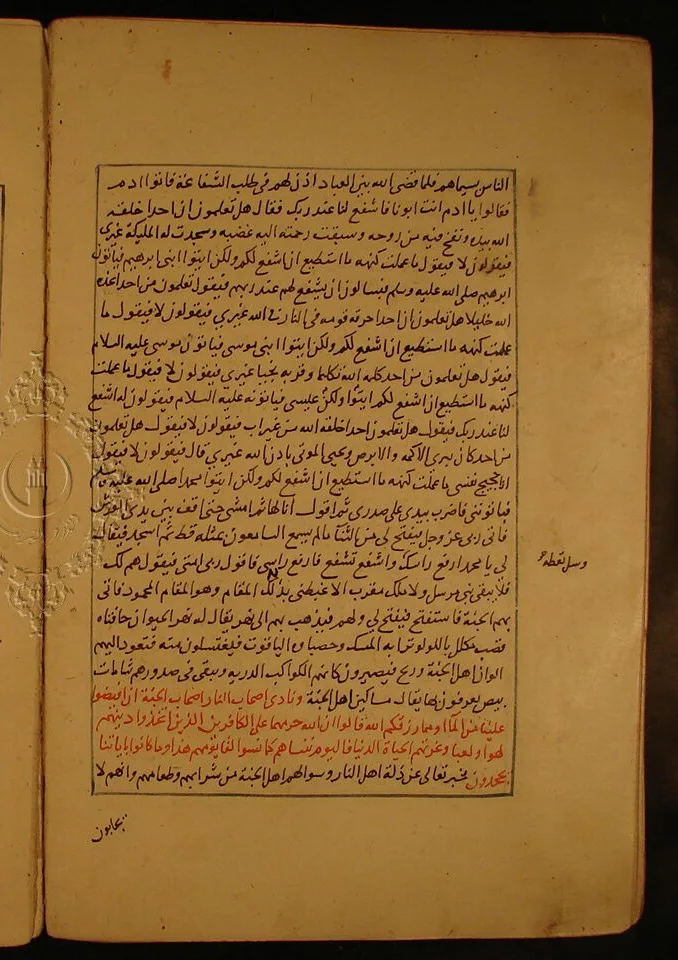 الناس بسيماهم فلما قضى الله بين العباد اذن لهم في طلب الشفاعة فاتوا ادم
فقالوا يا ادم انت ابونا فاشفع لنا عند ربك فقال هل تعلمون ان احدا خلقه
الله بيده ونفخ فيه من روحه وسبقت رحمته اليه غضبه وسجدت له المليكة غيري
فيقولون لا فيقول ما علمت كنهه ما استطيع ان اشفع لكم ولكن ايتوا ابني ابرهيم فياتون
ابرهيم صلى الله عليه وسلم فيسالون ان يشفع لهم عند ربهم فيقول تعلمون من احد اتخذه
الله خليلا هل تعلمون ان احدا حرقه قومه في النار في الله غيري فيقولون لا فيقول ما
علمت كنهه ما استطيع ان اشفع لكم ولكن ايتوا ابني موسى فياتون موسى عليه السلام
فيقول هل تعلمون من احد كلمه الله تكليما وقربه نجيا غيري فيقولون لا فيقول ما علمت
كنهه ما استطيع ان اشفع لكم ايتوا ولكن عيسى فياتونه عليه السلام فيقولون له اشفع
لنا عند ربك فيقول هل تعلمون احدا خلقه الله من غير اب فيقولون لا فيقول هل تعلمون
من احد كان يبرى الاكمه والابرص ويحيى الموتى باذن الله غيري قال فيقولون لا فيقول
انا حجيج نفسي ما علمت كنهه ما استطيع ان اشفع لكم ولكن ايتوا محمدا صلى الله عليه وسلم
فياتوني فاضرب بيدي على صدري ثم اقول انا لها ثم امشي حتى اقف بين يدي العرش
فاتي ربي عز وجل فيفتح لي من الثنا ما لم يسمع السامعون بمثله قط ثم اسجد فيقال
لي يا محمد ارفع راسك واشفع تشفع فارفع راسي فاقول ربي امتي فيقول هم لك
فلا يبقى نبي مرسل ولا ملك مقرب الا غبطني بذلك المقام وهو المقام المحمود فاتي
بهم الجنة فاستفتح فيفتح لي ولهم فيذهب بهم الى نهر يقال له نهر الحيوان حافتاه
قصب مكلل باللولو ترابه المسك وحصباوه الياقوت فيغتسلون منه فتعود اليهم
الوان اهل الجنة وريح فيصيرون كانهم الكواكب الدرية ويبقى في صدورهم شامات
بيض يعرفون بها يقال مساكين اهل الجنة ونادى اصحاب النار اصحاب الجنة ان افيضوا
علينا من الما او مما رزقكم الله قالوا ان الله حرمهما على الكافرين الذين اتخذوا دينهم
لهوا ولعبا وغرتهم الحياة الدنيا فاليوم ننساهم كما نسوا لقا يومهم هذا وما كانوا باياتنا
يجحدون يخبر تعالى عن ذلة اهل النار وسوالهم اهل الجنة من شرابهم وطعامهم وانهم لا
يجابون